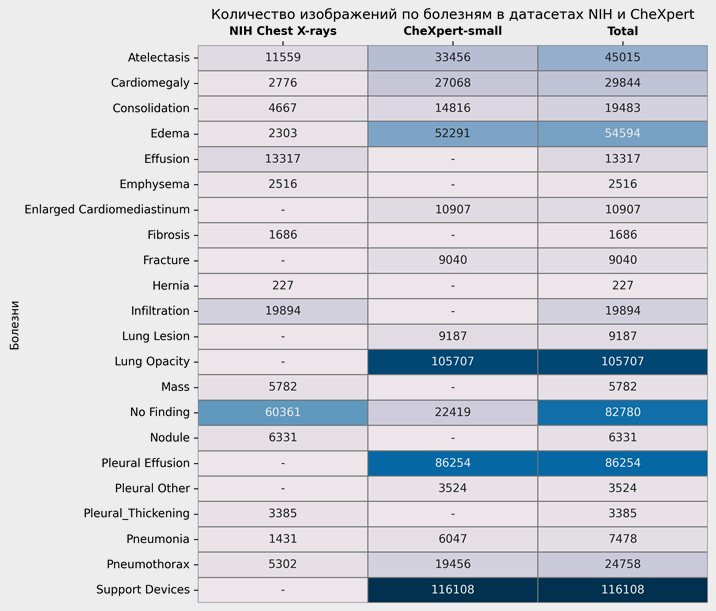 Количество изображений по болезням в датасетах NIH и CheXpert
NIH Chest X-rays CheXpert-small Total
Atelectasis 11559 33456 45015
Cardiomegaly 2776 27068 29844
Consolidation 4667 14816 19483
Edema 2303 52291 54594
Effusion 13317 - 13317
Emphysema 2516 - 2516
Enlarged Cardiomediastinum - 10907 10907
Fibrosis 1686 - 1686
Fracture - 9040 9040
Hernia 227 - 227
Infiltration 19894 - 19894
Lung Lesion - 9187 9187
Lung Opacity - 105707 105707
Mass 5782 - 5782
No Finding 60361 22419 82780
Nodule 6331 - 6331
Pleural Effusion - 86254 86254
Pleural Other - 3524 3524
Pleural_Thickening 3385 - 3385
Pneumonia 1431 6047 7478
Pneumothorax 5302 19456 24758
Support Devices - 116108 116108
Болезни